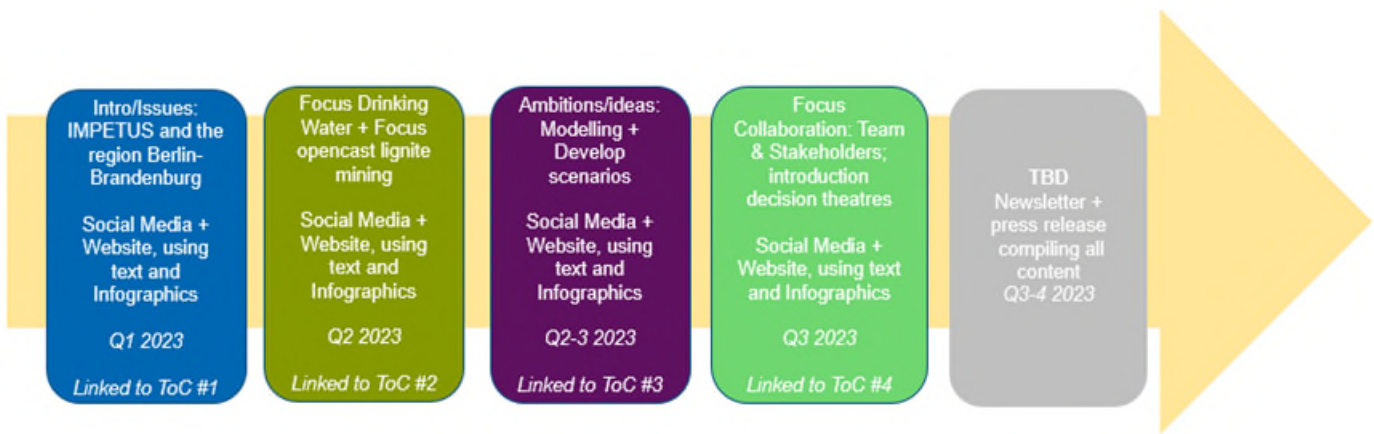 Intro/Issues:
IMPETUS and the
region Berlin-
Brandenburg
Social Media +
Website, using
text and
Infographics
Q1 2023
Linked to ToC #1
Focus Drinking
Water + Focus
opencast lignite
mining
Social Media +
Website, using
text and
Infographics
Q2 2023
Linked to ToC #2
Ambitions/ideas:
Modelling +
Develop
scenarios
Social Media +
Website, using
text and
Infographics
Q2-3 2023
Linked to ToC #3
Focus
Collaboration: Team
& Stakeholders;
introduction
decision theatres
Social Media +
Website, using text
and Infographics
Q3 2023
Linked to ToC #4
TBD
Newsletter +
press release
compiling all
content
Q3-4 2023